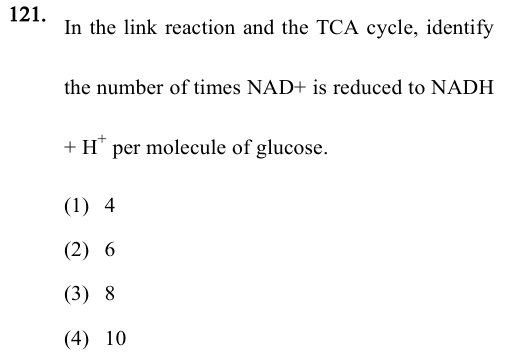 121. In the link reaction and the TCA cycle, identify
the number of times NAD+ is reduced to NADH
+ H⁺ per molecule of glucose.
(1) 4
(2) 6
(3) 8
(4) 10